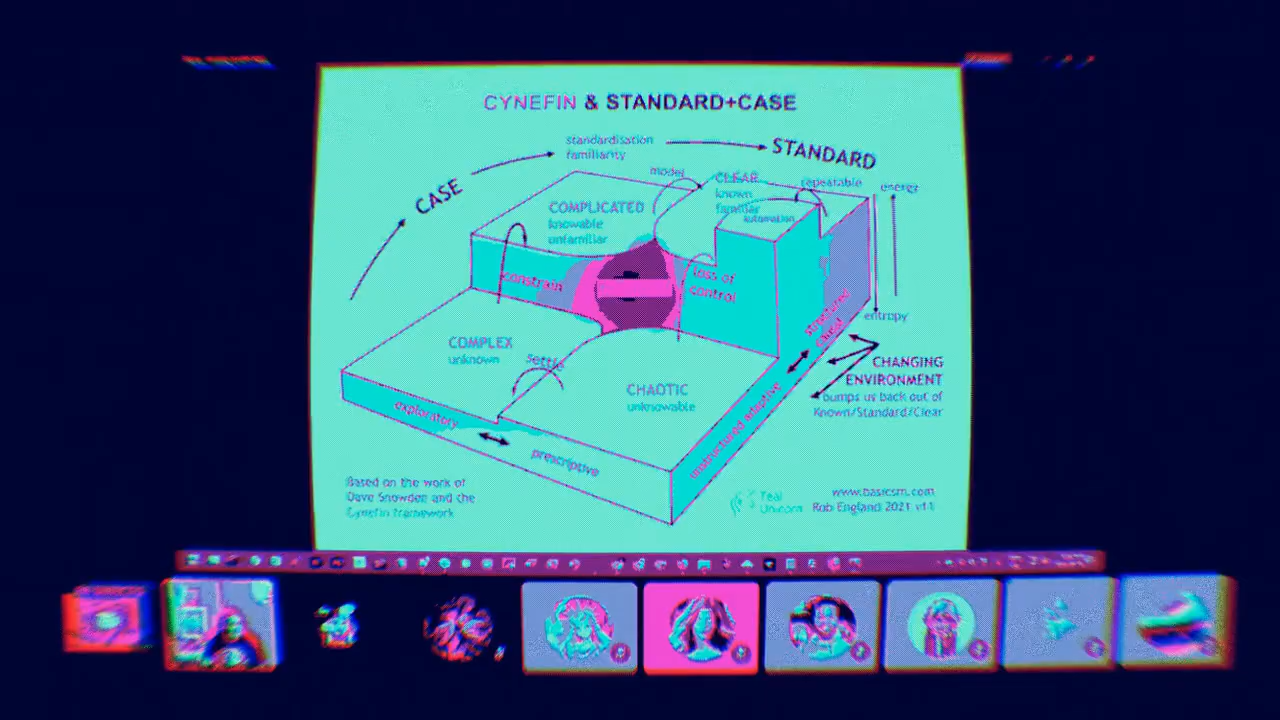 CYNEFIN & STANDARD+CASE
standardisation
familiarity
STANDARD
CASE
model
CLEAR
known
familiar
repeatable
energy
automation
COMPLICATED
knowable
unfamiliar
constrain
loss of
control
entropy
COMPLEX
unknown
settle
CHAOTIC
unknowable
CHANGING
ENVIRONMENT
bumps us back out of
Known/Standard/Clear
exploratory
prescriptive
unstructured adaptive
structured
Based on the work of
Dave Snowden and the
Cynefin framework
Teal
Unicorn
www.basicsm.com
Rob England 2021 v11